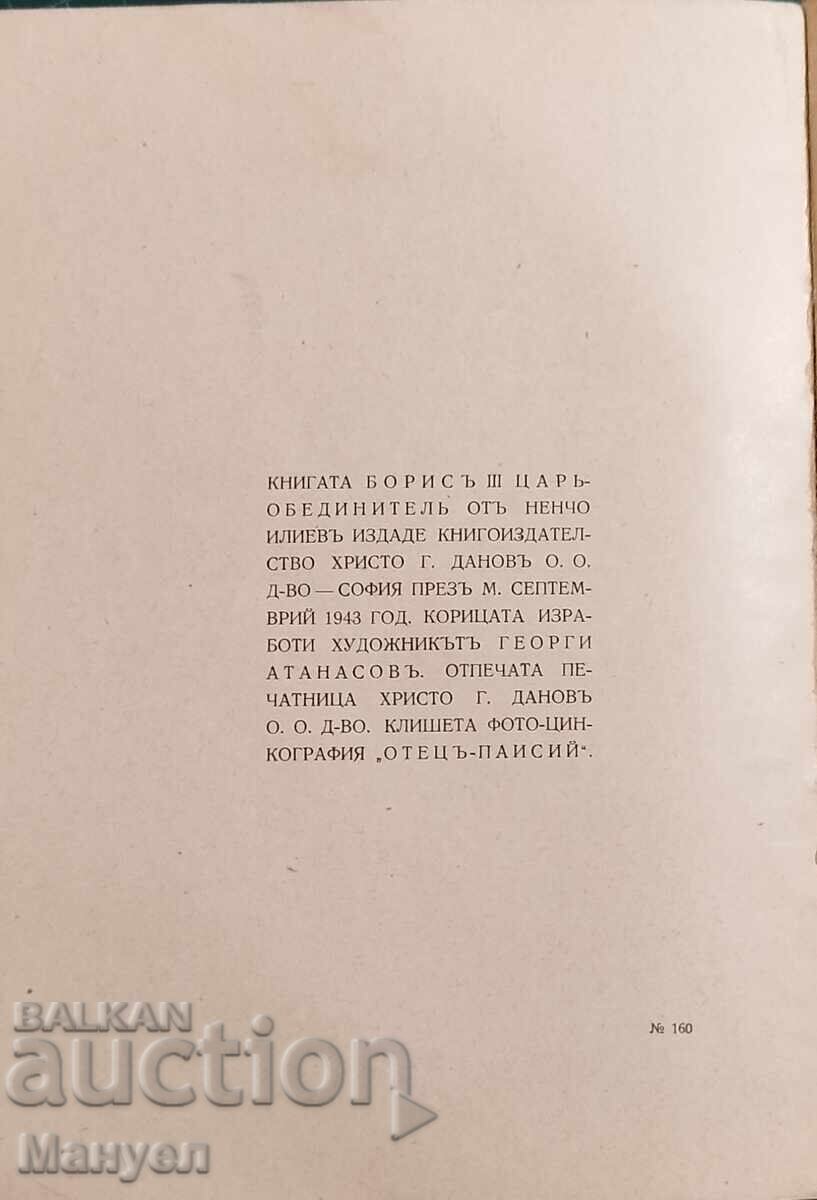 КНИГАТА БОРИСЪ III ЦАРЬ-
ОБЕДИНИТЕЛЬ ОТЪ НЕНЧО
ИЛИЕВЪ ИЗДАДЕ КНИГОИЗДАТЕЛ-
СТВО ХРИСТО Г. ДАНОВЪ О. О.
Д-ВО — СОФИЯ ПРЕЗЪ М. СЕПТЕМ-
ВРИЙ 1943 ГОД. КОРИЦАТА ИЗРА-
БОТИ ХУДОЖНИКЪТЪ ГЕОРГИ
АТАНАСОВЪ. ОТПЕЧАТА ПЕ-
ЧАТНИЦА ХРИСТО Г. ДАНОВЪ
О. О. Д-ВО. КЛИШЕТА ФОТО-ЦИН-
КОГРАФИЯ „ОТЕЦЪ-ПАИСИЙ“.
№ 160
BALKAN
auction
Мануел